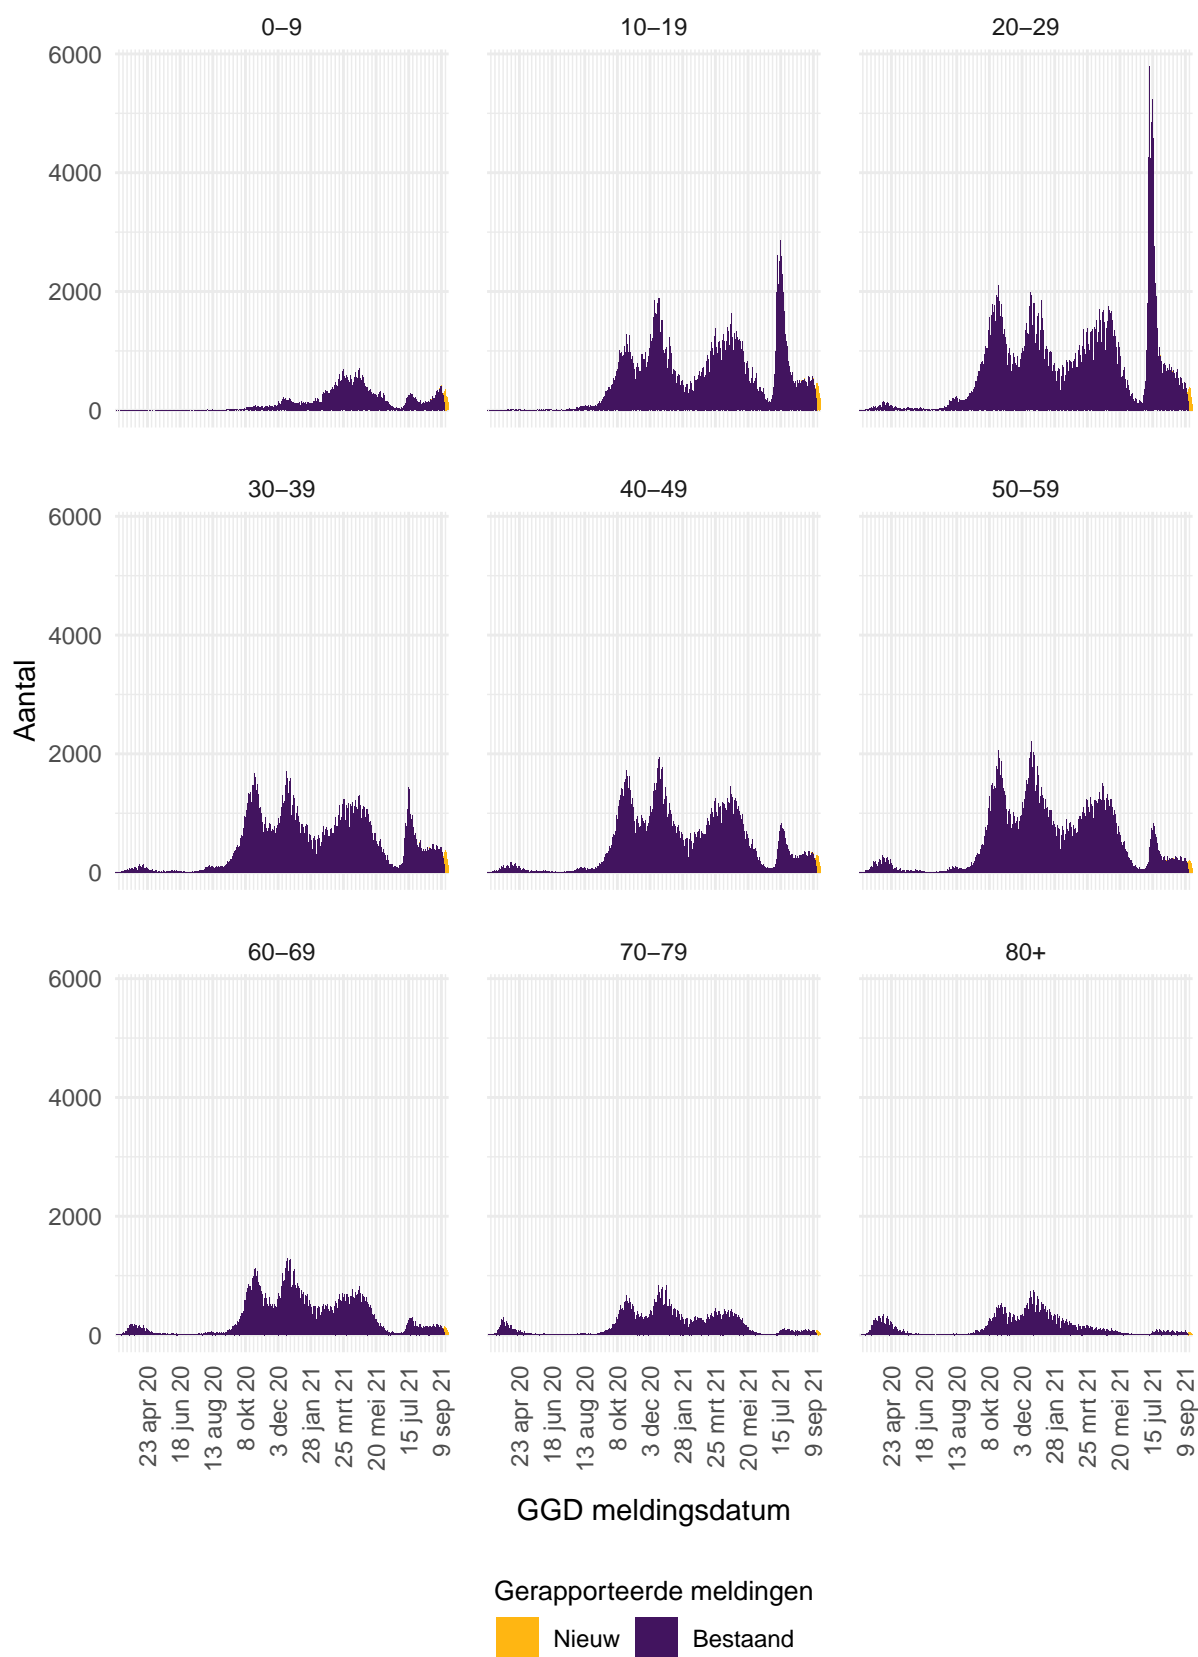 0–9 10–19 20–29
6000
4000
2000
0
30–39 40–49 50–59
6000
4000
2000
0
60–69 70–79 80+
6000
4000
2000
0
Aantal
23 apr 20 18 jun 20 13 aug 20 8 okt 20 3 dec 20 28 jan 21 25 mrt 21 20 mei 21 15 jul 21 9 sep 21
23 apr 20 18 jun 20 13 aug 20 8 okt 20 3 dec 20 28 jan 21 25 mrt 21 20 mei 21 15 jul 21 9 sep 21
23 apr 20 18 jun 20 13 aug 20 8 okt 20 3 dec 20 28 jan 21 25 mrt 21 20 mei 21 15 jul 21 9 sep 21
GGD meldingsdatum
Gerapporteerde meldingen
Nieuw Bestaand